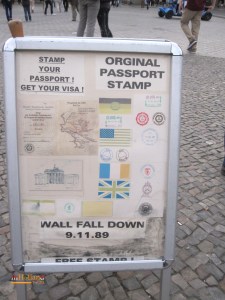 STAMP
YOUR
PASSPORT !
GET YOUR VISA !
ORGINAL
PASSPORT
STAMP
WALL FALL DOWN
9.11.89
FREE STAMP !